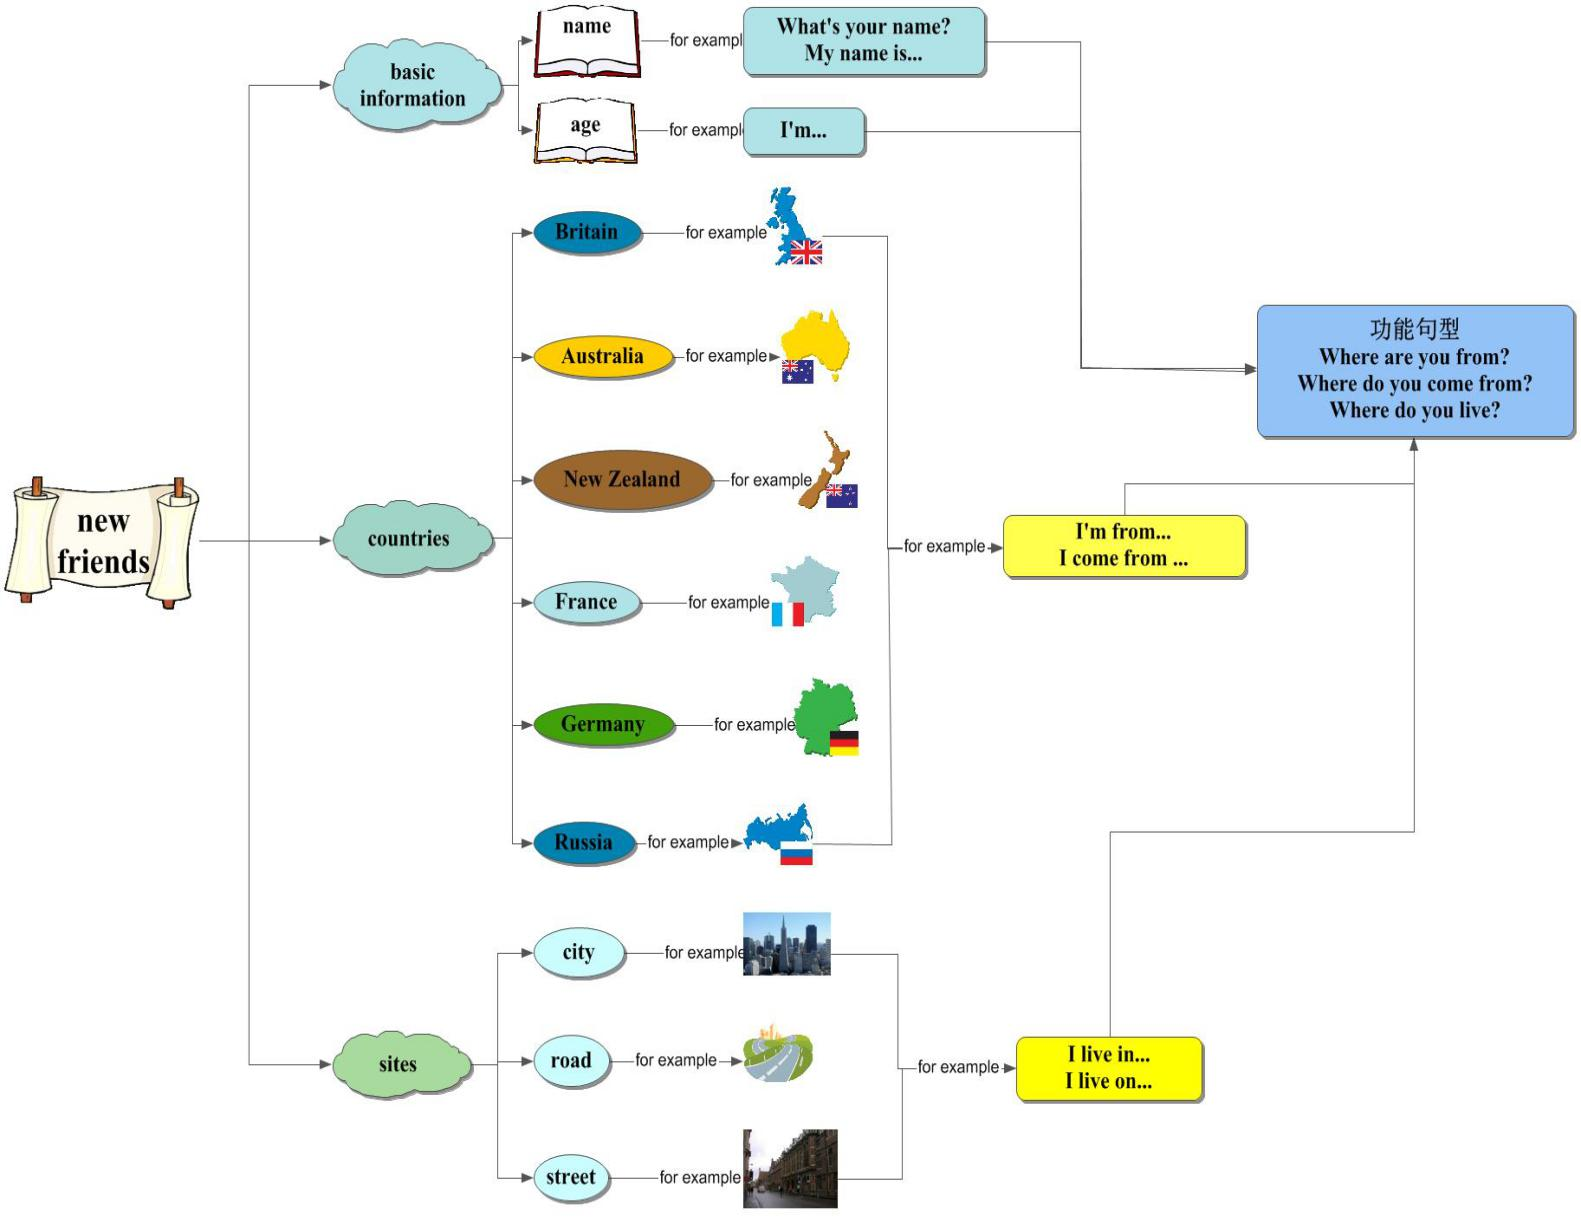 new
friends
basic
information
name
for exampl
What's your name?
My name is...
age
for exampl
I'm...
countries
Britain
for example
Australia
for example
New Zealand
for example
France
for example
Germany
for example
Russia
for example
for example
I'm from...
I come from ...
sites
city
for example
road
for example
street
for example
for example
I live in...
I live on...
功能句型
Where are you from?
Where do you come from?
Where do you live?